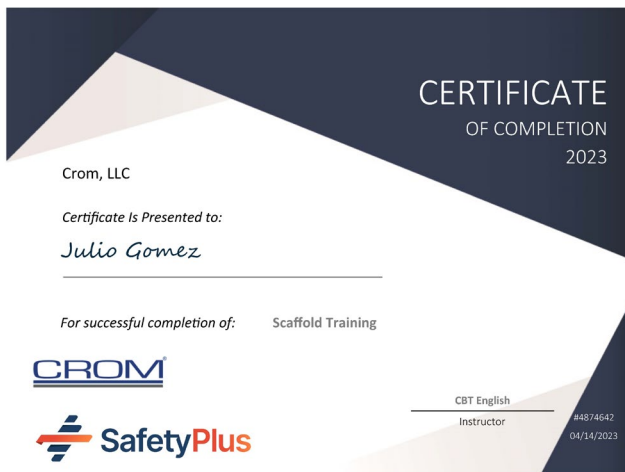 CERTIFICATE
OF COMPLETION
2023
Crom, LLC
Certificate Is Presented to:
Julio Gomez
For successful completion of: Scaffold Training
CROM
SafetyPlus
CBT English
Instructor
#4874642
04/14/2023